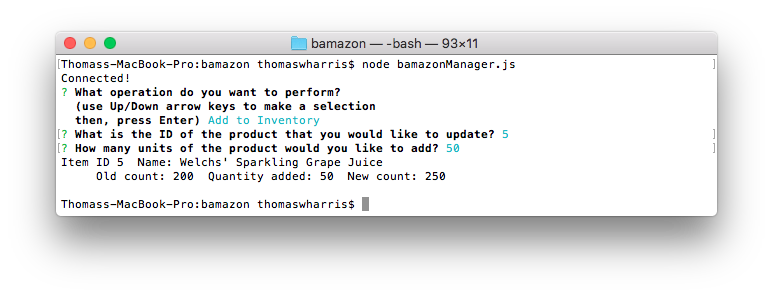 bamazon — -bash — 93×11
[Thomass-MacBook-Pro:bamazon thomaswharris$ node bamazonManager.js ]
Connected!
? What operation do you want to perform?
(use Up/Down arrow keys to make a selection
then, press Enter) Add to Inventory
[? What is the ID of the product that you would like to update? 5 ]
[? How many units of the product would you like to add? 50 ]
Item ID 5  Name: Welchs' Sparkling Grape Juice
Old count: 200  Quantity added: 50  New count: 250
Thomass-MacBook-Pro:bamazon thomaswharris$